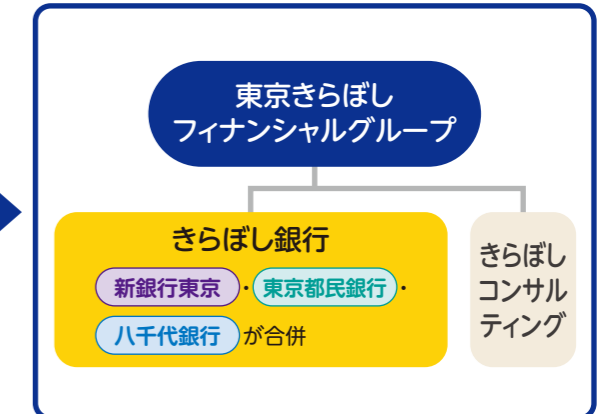 東京きらぼし
フィナンシャルグループ
きらぼし銀行
新銀行東京・東京都民銀行・
八千代銀行が合併
きらぼし
コンサル
ティング